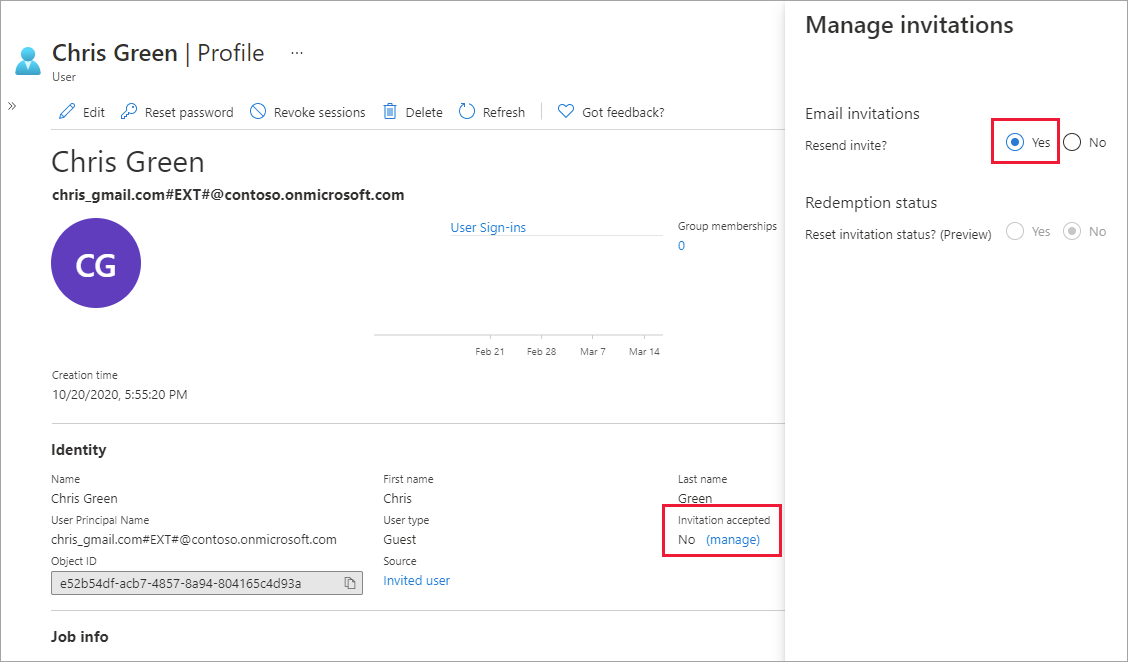 Chris Green | Profile ...
User
»
Edit Reset password Revoke sessions Delete Refresh Got feedback?
Chris Green
chris_gmail.com#EXT#@contoso.onmicrosoft.com
CG
User Sign-ins
Group memberships
0
Feb 21 Feb 28 Mar 7 Mar 14
Creation time
10/20/2020, 5:55:20 PM
Identity
Name First name Last name
Chris Green Chris Green
User Principal Name User type Invitation accepted
chris_gmail.com#EXT#@contoso.onmicrosoft.com Guest No (manage)
Object ID Source
e52b54df-acb7-4857-8a94-804165c4d93a Invited user
Job info
Manage invitations
Email invitations
Resend invite? Yes No
Redemption status
Reset invitation status? (Preview) Yes No